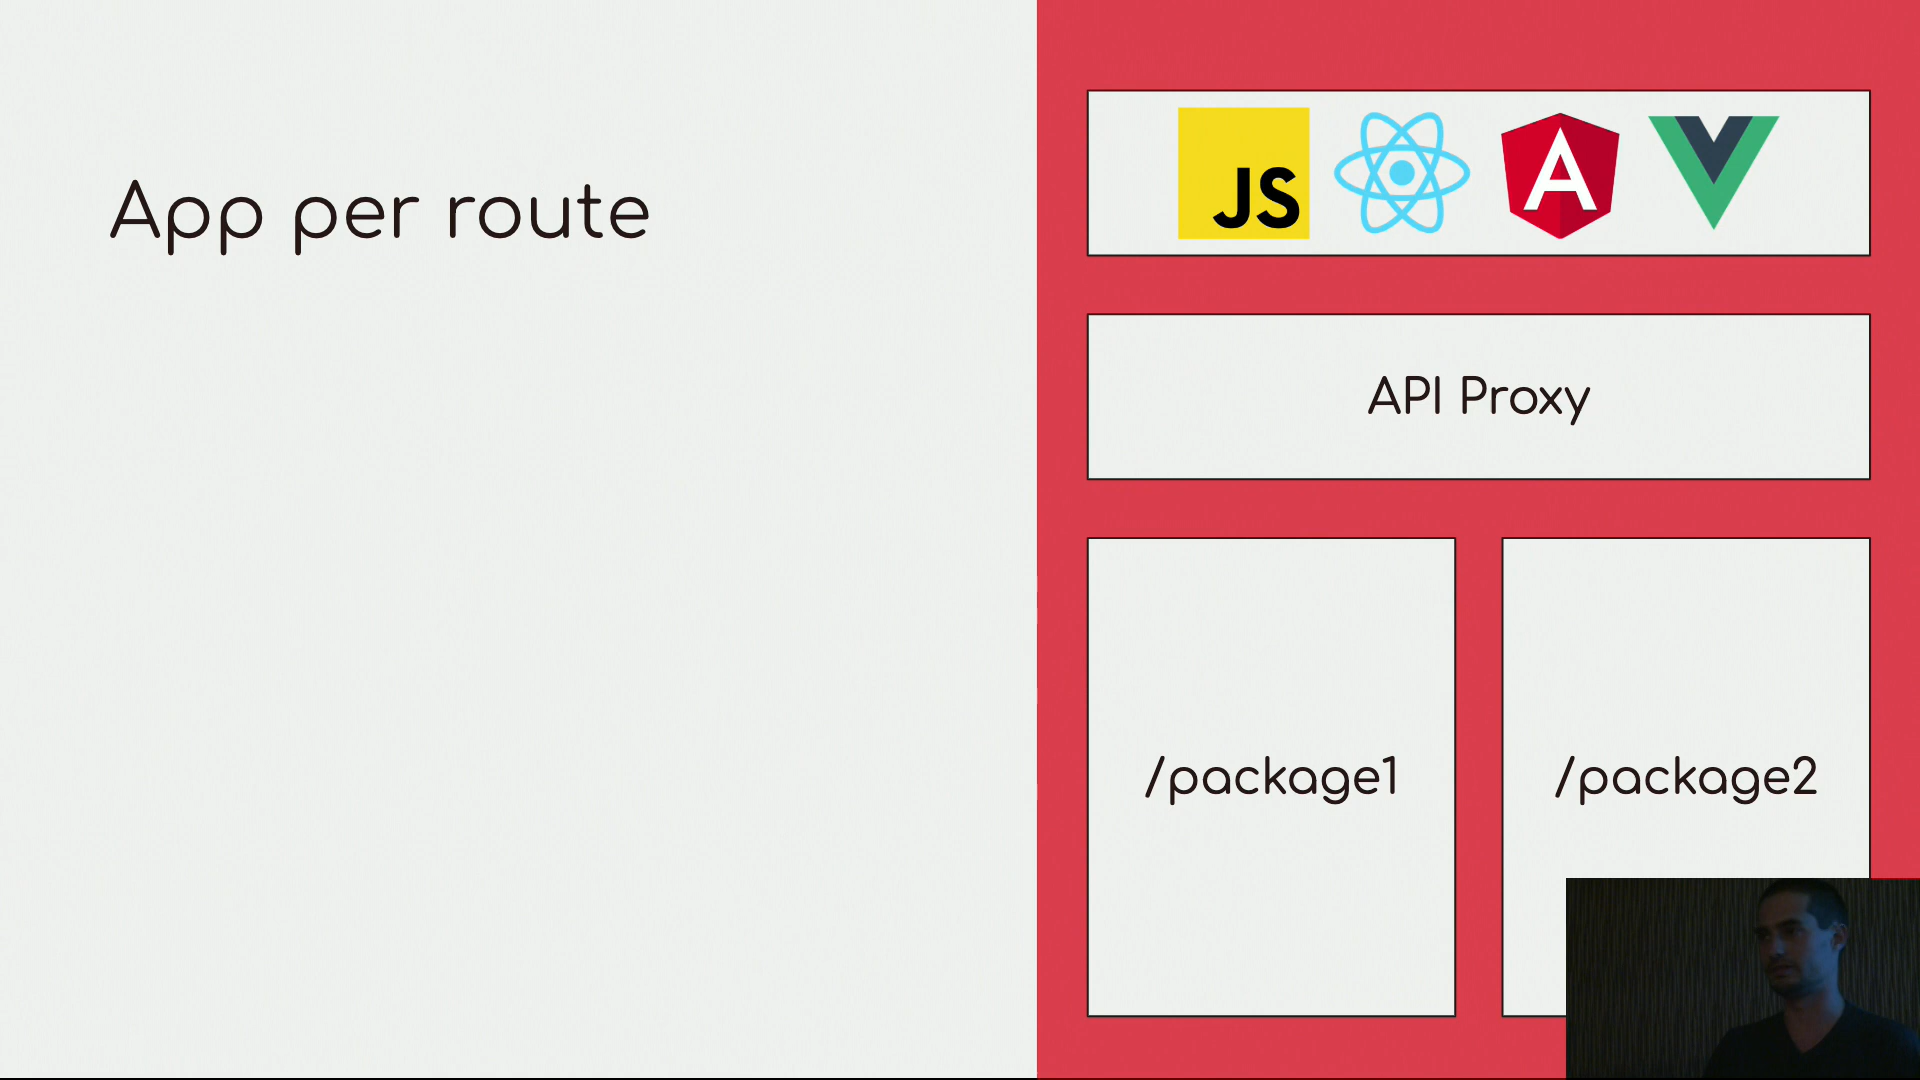 App per route
JS
A
API Proxy
/package1
/package2